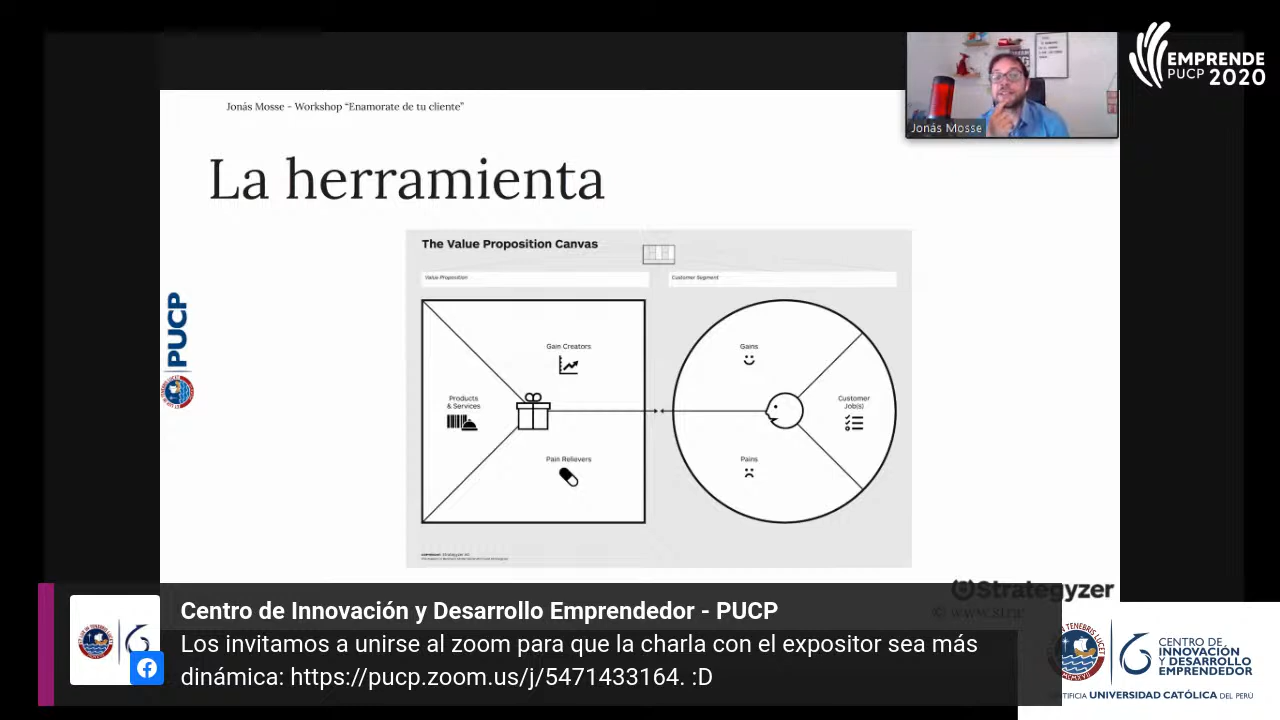 EMPRENDE
PUCP 2020
Jonás Mosse - Workshop “Enamorate de tu cliente”
Jonás Mosse
La herramienta
The Value Proposition Canvas
Value Proposition
Customer Segment
Gain Creators
Gains
Products
& Services
Customer
Job(s)
Pain Relievers
Pains
PUCP
Strategyzer
Centro de Innovación y Desarrollo Emprendedor - PUCP
Los invitamos a unirse al zoom para que la charla con el expositor sea más
dinámica: https://pucp.zoom.us/j/5471433164. :D
CENTRO DE
INNOVACIÓN
Y DESARROLLO
EMPRENDEDOR
UNIVERSIDAD CATÓLICA DEL PERÚ